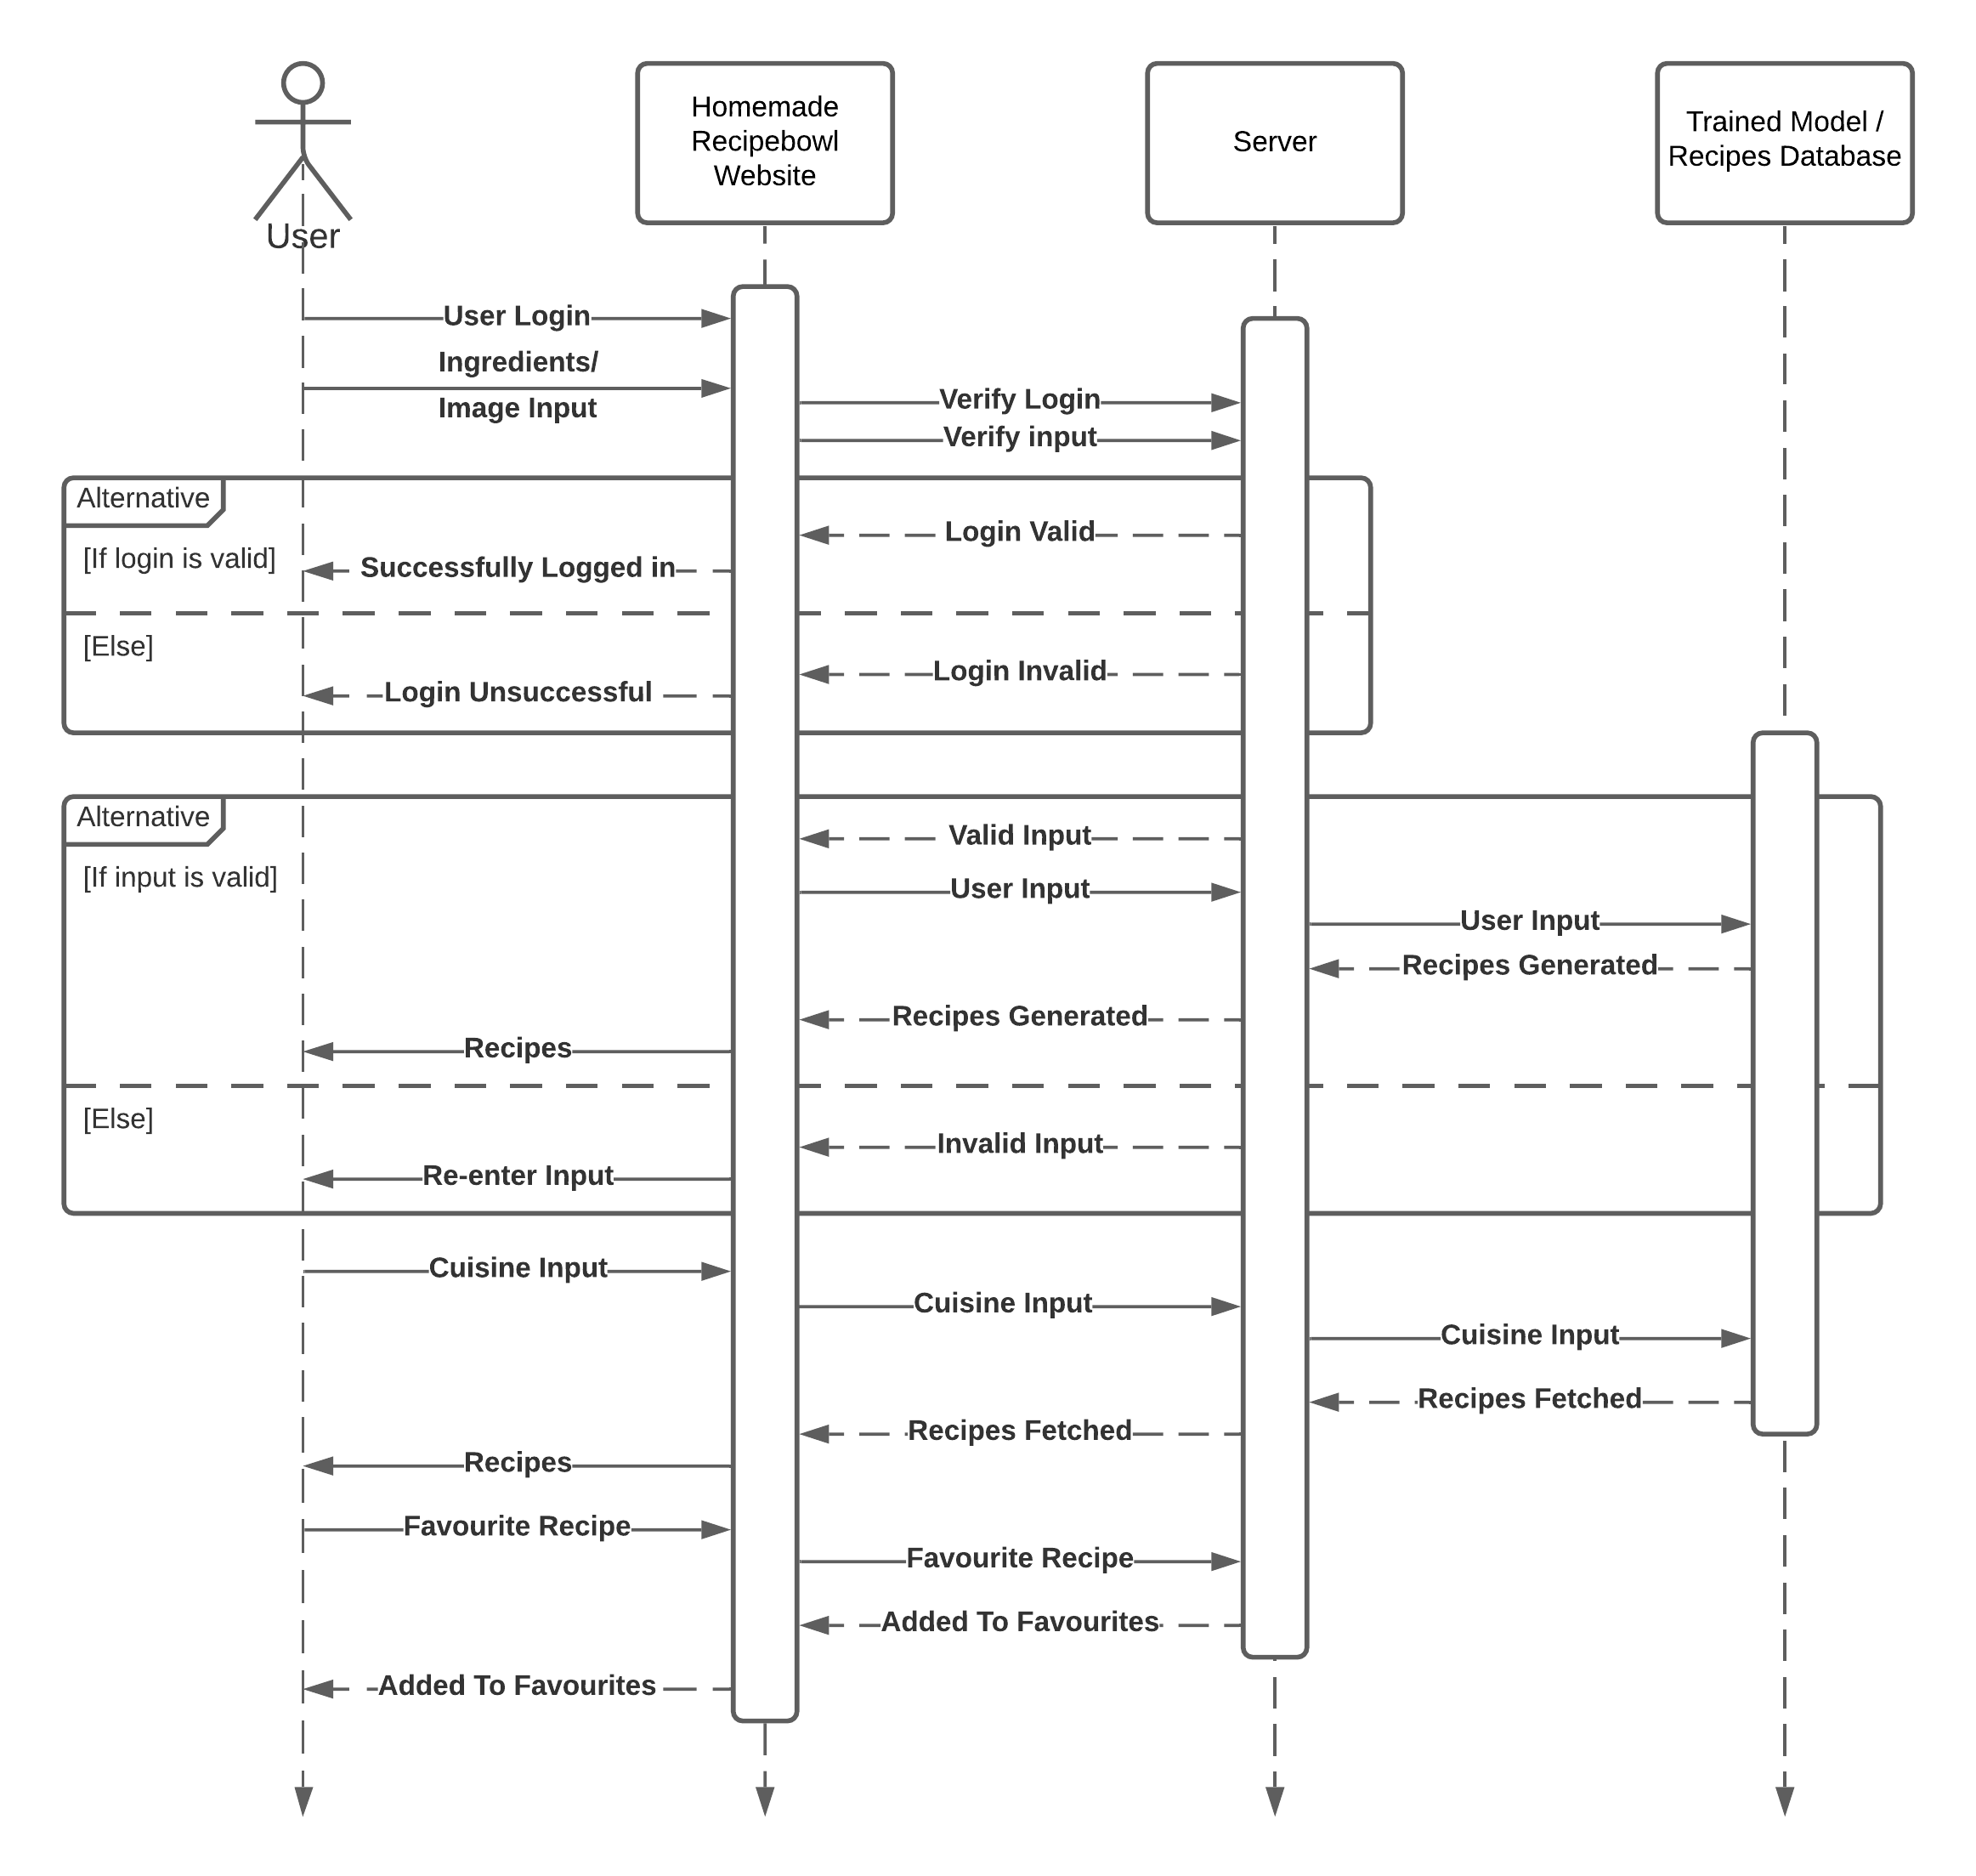 Homemade
Recipebowl
Website
Server
Trained Model /
Recipes Database
User
User Login
Ingredients/
Image Input
Verify Login
Verify input
Alternative
[If login is valid]
Login Valid
Successfully Logged in
[Else]
Login Invalid
Login Unsuccessful
Alternative
[If input is valid]
Valid Input
User Input
User Input
Recipes Generated
Recipes Generated
Recipes
[Else]
Invalid Input
Re-enter Input
Cuisine Input
Cuisine Input
Cuisine Input
Recipes Fetched
Recipes Fetched
Recipes
Favourite Recipe
Favourite Recipe
Added To Favourites
Added To Favourites